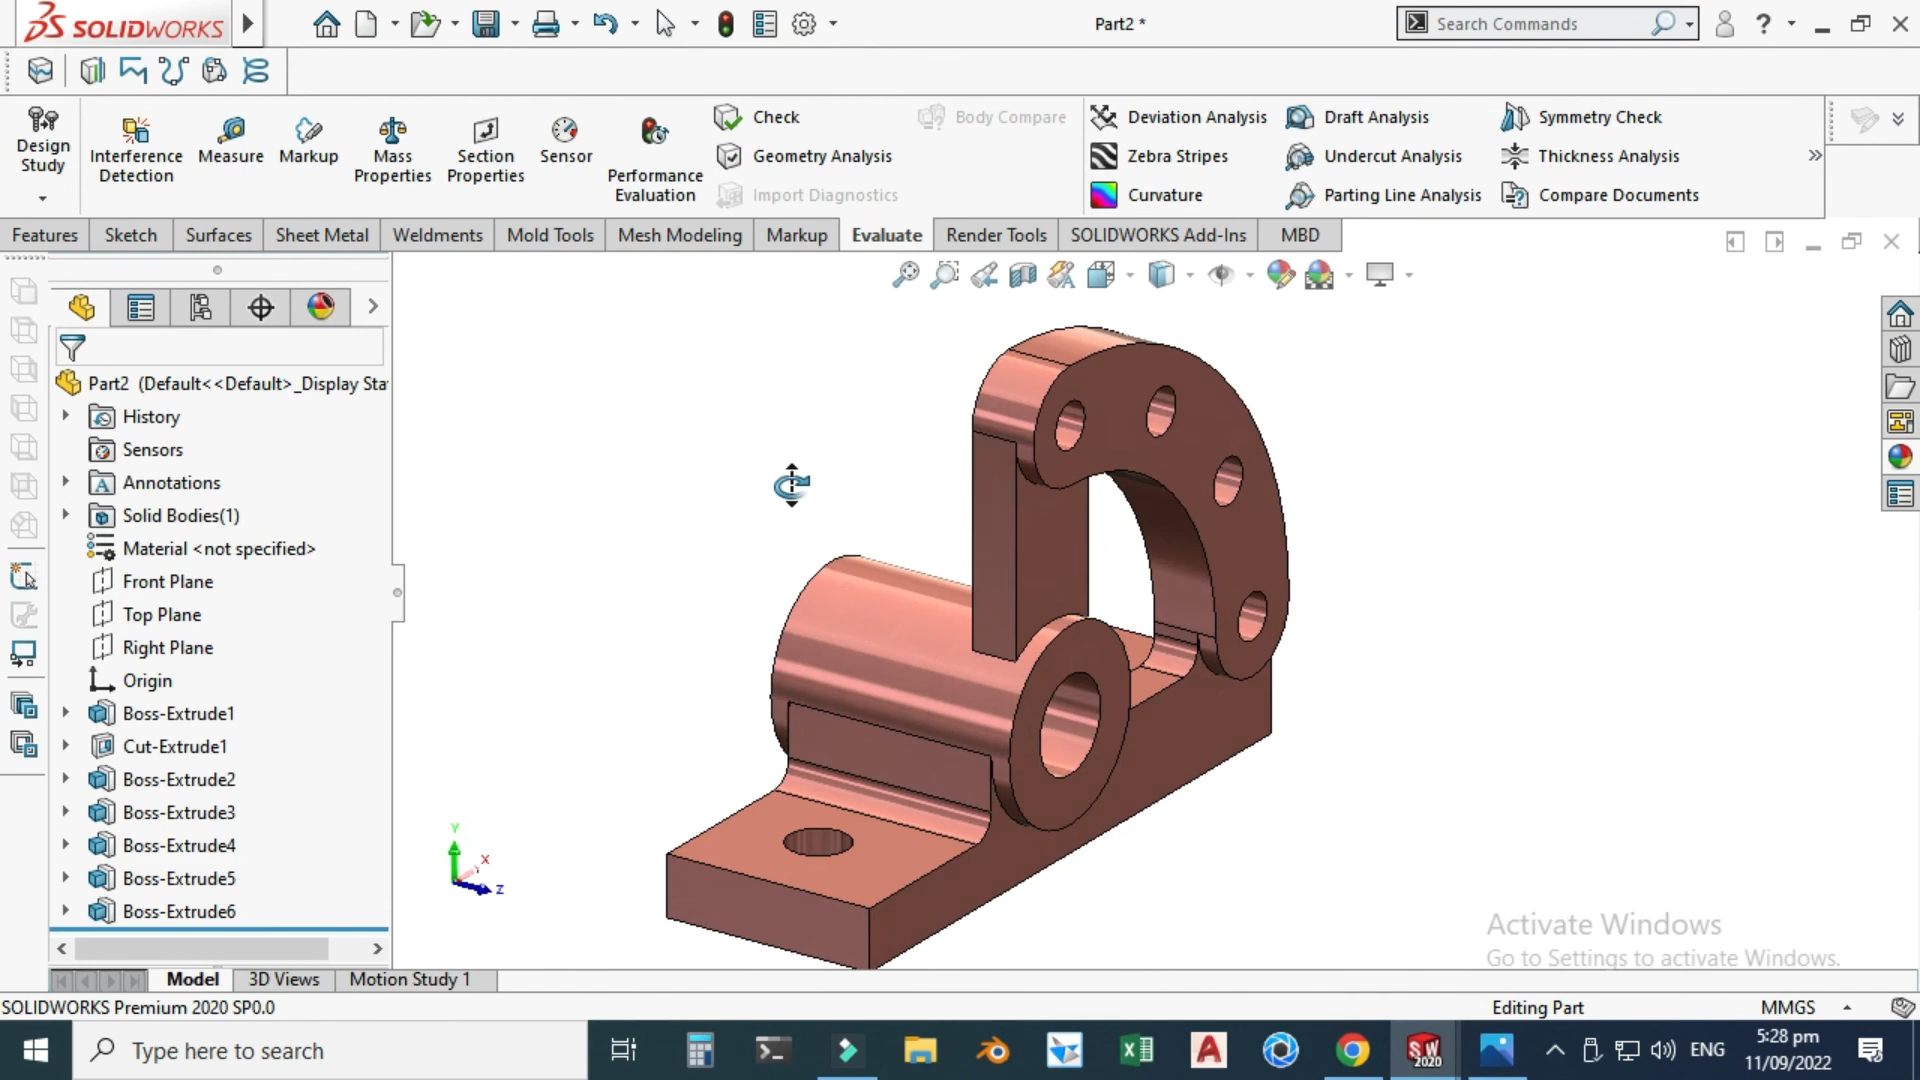 SOLIDWORKS
Part2 *
Search Commands
Design Study
Interference Detection
Measure
Markup
Mass Properties
Section Properties
Sensor
Performance Evaluation
Check
Geometry Analysis
Import Diagnostics
Body Compare
Deviation Analysis
Zebra Stripes
Curvature
Draft Analysis
Undercut Analysis
Parting Line Analysis
Symmetry Check
Thickness Analysis
Compare Documents
Features
Sketch
Surfaces
Sheet Metal
Weldments
Mold Tools
Mesh Modeling
Markup
Evaluate
Render Tools
SOLIDWORKS Add-Ins
MBD
Part2 (Default<<Default>_Display Sta
History
Sensors
Annotations
Solid Bodies(1)
Material <not specified>
Front Plane
Top Plane
Right Plane
Origin
Boss-Extrude1
Cut-Extrude1
Boss-Extrude2
Boss-Extrude3
Boss-Extrude4
Boss-Extrude5
Boss-Extrude6
Y
X
Z
Activate Windows
Go to Settings to activate Windows.
Model
3D Views
Motion Study 1
SOLIDWORKS Premium 2020 SP0.0
Editing Part
MMGS
Type here to search
SW
2020
ENG
5:28 pm
11/09/2022